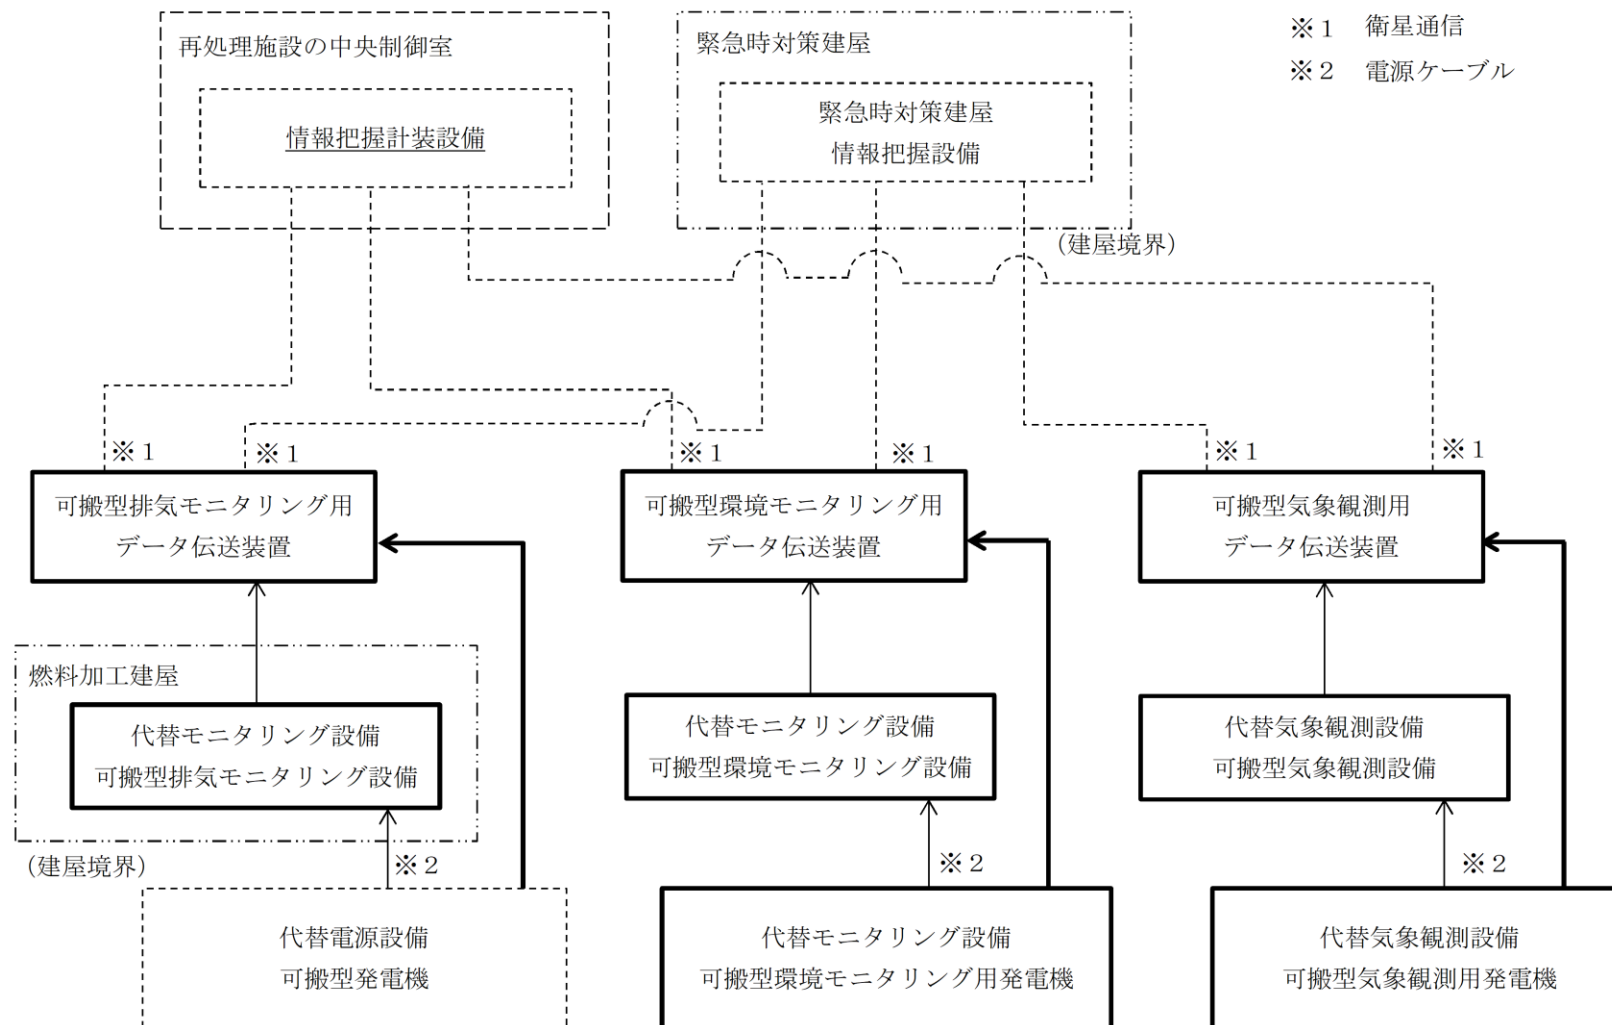 再処理施設の中央制御室
情報把握計装設備
緊急時対策建屋
緊急時対策建屋
情報把握設備
(建屋境界)
※1 衛星通信
※2 電源ケーブル
※1
※1
※1
※1
※1
※1
可搬型排気モニタリング用
データ伝送装置
可搬型環境モニタリング用
データ伝送装置
可搬型気象観測用
データ伝送装置
燃料加工建屋
代替モニタリング設備
可搬型排気モニタリング設備
(建屋境界)
代替モニタリング設備
可搬型環境モニタリング設備
代替気象観測設備
可搬型気象観測設備
※2
※2
※2
代替電源設備
可搬型発電機
代替モニタリング設備
可搬型環境モニタリング用発電機
代替気象観測設備
可搬型気象観測用発電機